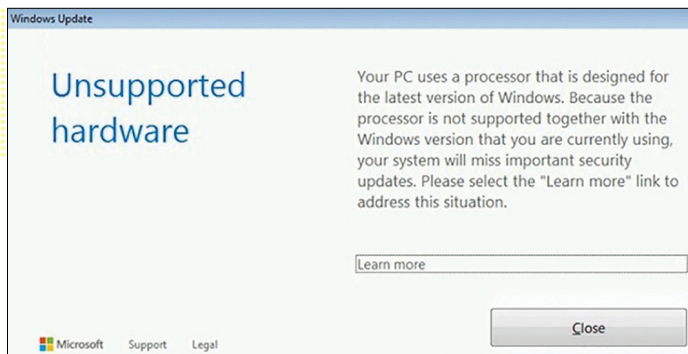 Windows Update
Unsupported
hardware
Your PC uses a processor that is designed for
the latest version of Windows. Because the
processor is not supported together with the
Windows version that you are currently using,
your system will miss important security
updates. Please select the "Learn more" link to
address this situation.
Learn more
Close
Microsoft Support Legal